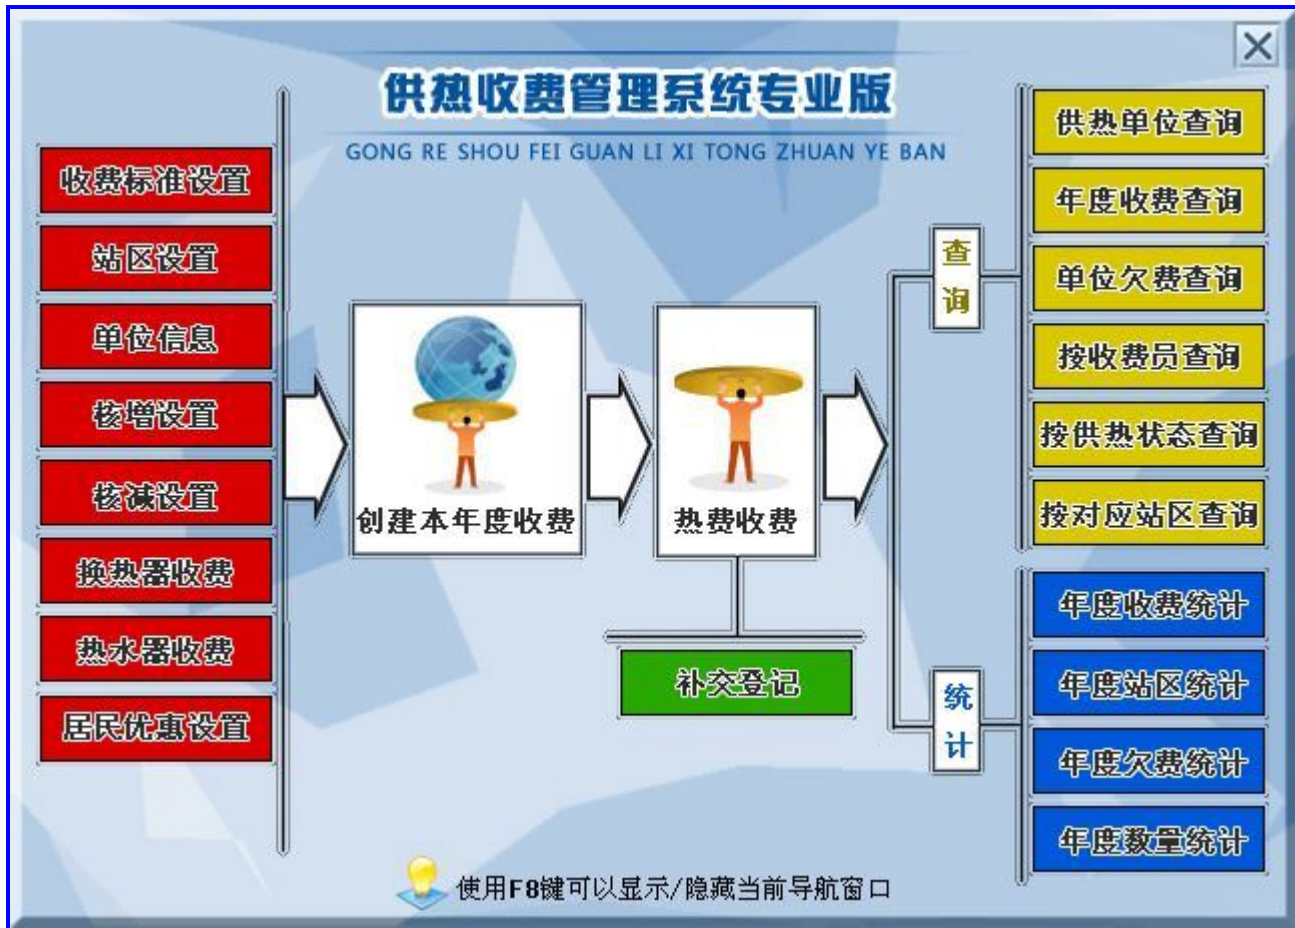 供热收费管理系统专业版
GONG RE SHOU FEI GUAN LI XI TONG ZHUAN YE BAN
收费标准设置
站区设置
单位信息
核增设置
核减设置
换热器收费
热水器收费
居民优惠设置
创建本年度收费
热费收费
补交登记
查询
供热单位查询
年度收费查询
单位欠费查询
按收费员查询
按供热状态查询
按对应站区查询
统计
年度收费统计
年度站区统计
年度欠费统计
年度数量统计
使用F8键可以显示/隐藏当前导航窗口